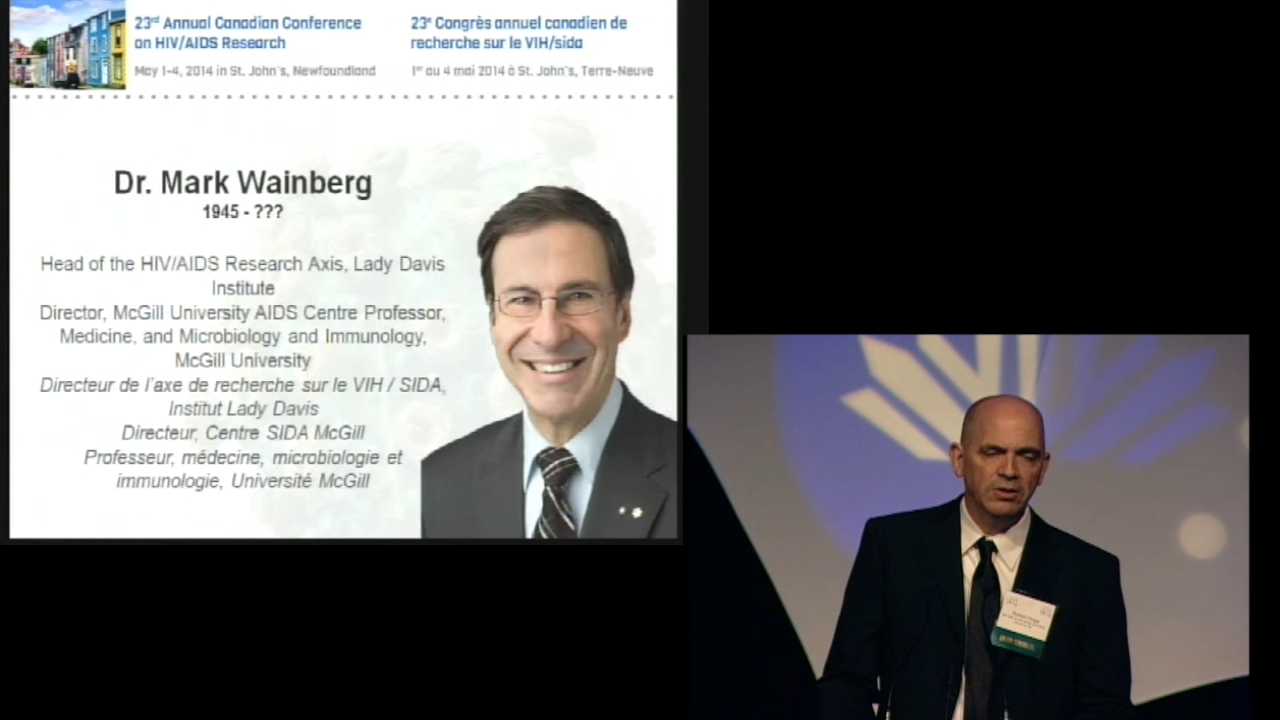 23rd Annual Canadian Conference
on HIV/AIDS Research
May 1-4, 2014 in St. John's, Newfoundland
23e Congrès annuel canadien de
recherche sur le VIH/sida
1er au 4 mai 2014 à St. John's, Terre-Neuve
Dr. Mark Wainberg
1945 - ???
Head of the HIV/AIDS Research Axis, Lady Davis
Institute
Director, McGill University AIDS Centre Professor,
Medicine, and Microbiology and Immunology,
McGill University
Directeur de l'axe de recherche sur le VIH / SIDA,
Institut Lady Davis
Directeur, Centre SIDA McGill
Professeur, médecine, microbiologie et
immunologie, Université McGill